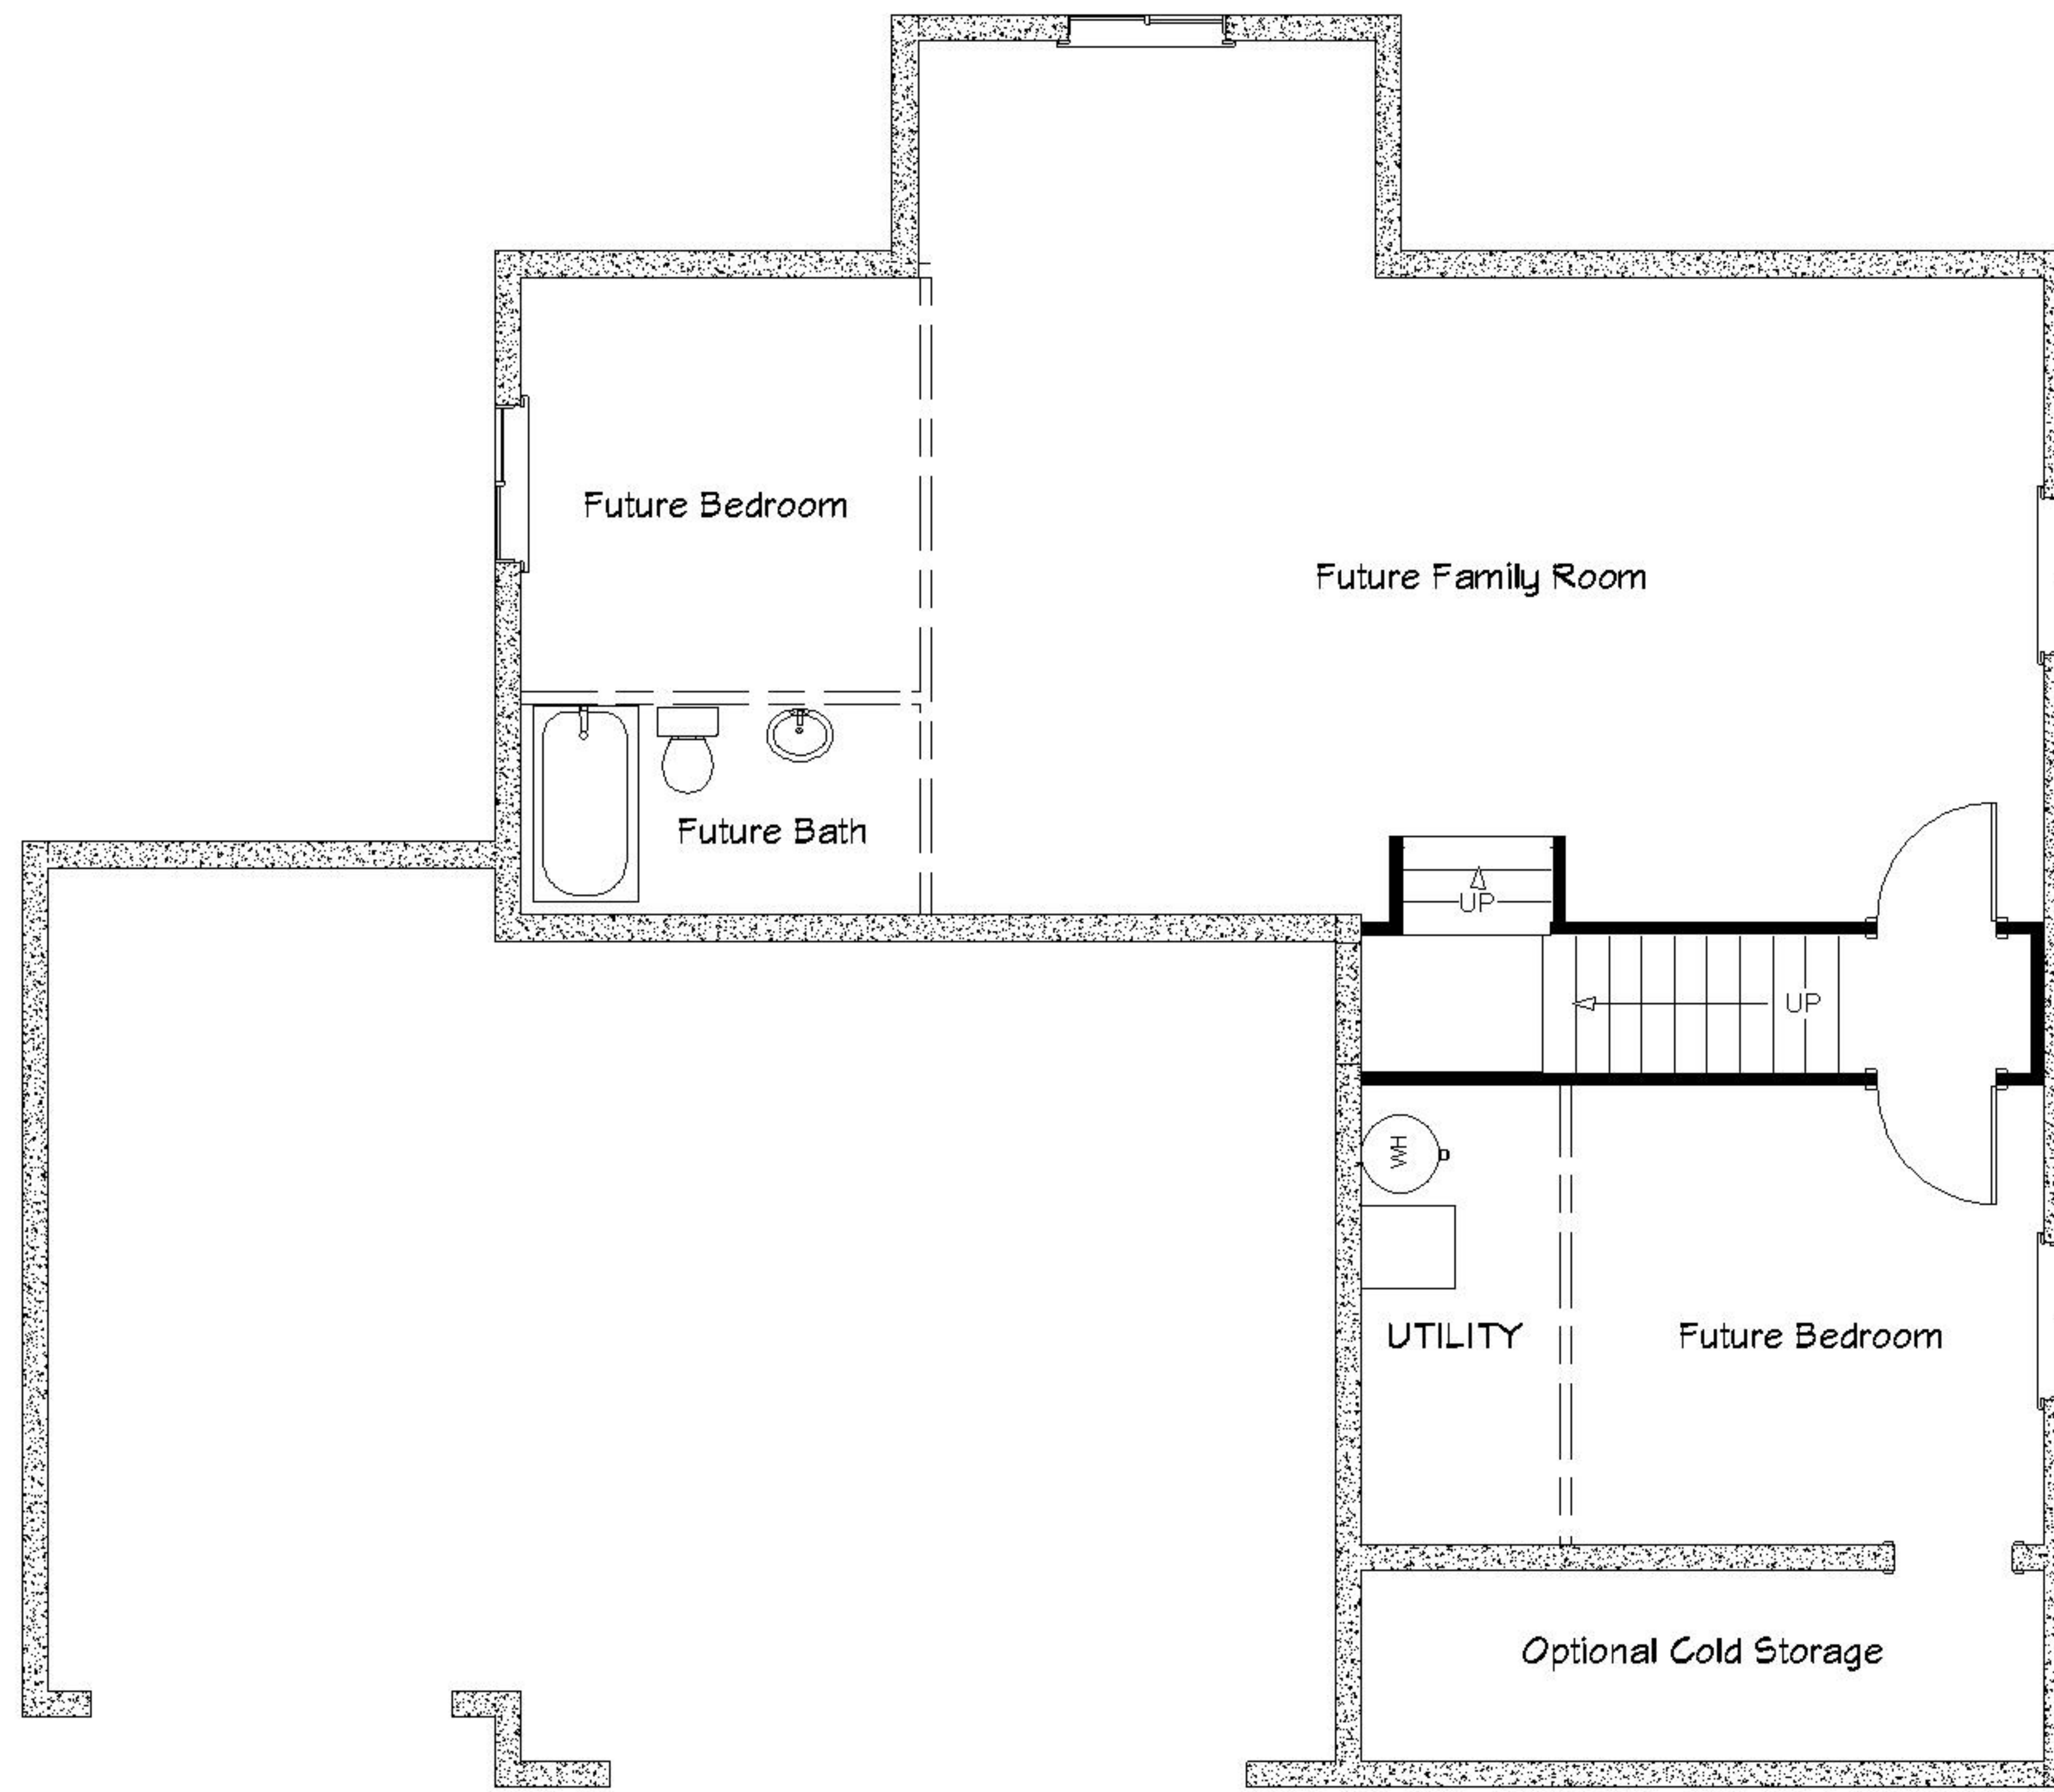 Future Bedroom
Future Family Room
Future Bath
UP
UP
WH
UTILITY
Future Bedroom
Optional Cold Storage